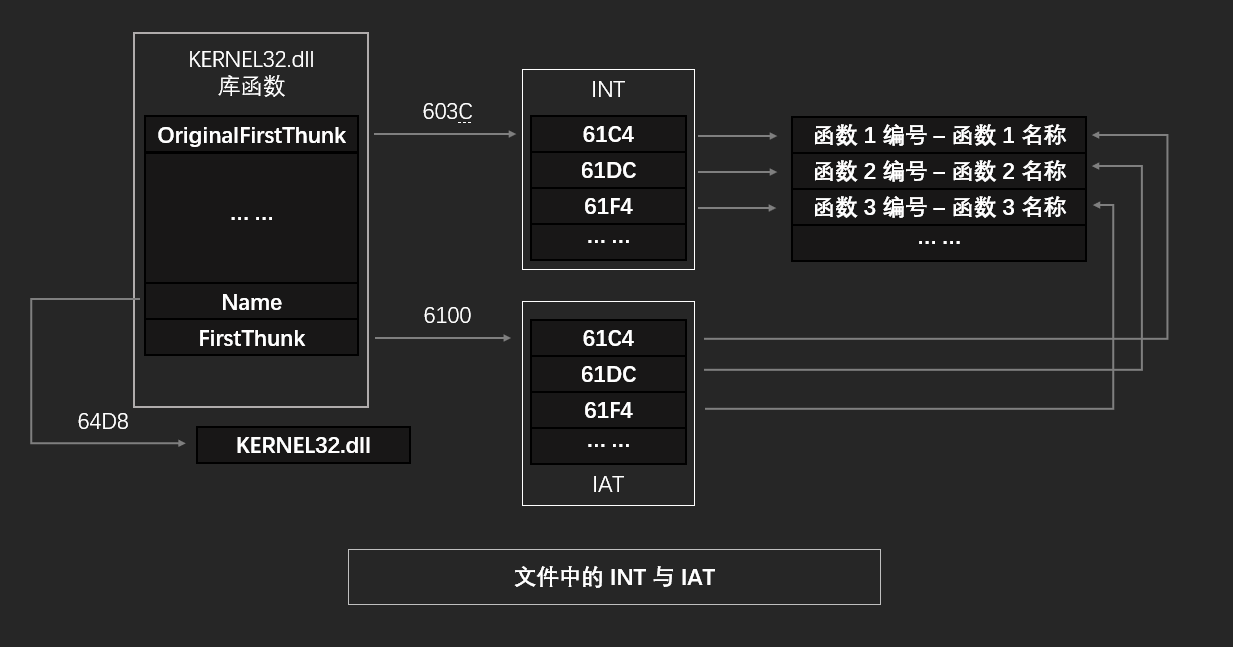 KERNEL32.dll
库函数
OriginalFirstThunk
... ...
Name
FirstThunk
603C
6100
64D8
KERNEL32.dll
INT
61C4
61DC
61F4
... ...
61C4
61DC
61F4
... ...
IAT
函数 1 编号 – 函数 1 名称
函数 2 编号 – 函数 2 名称
函数 3 编号 – 函数 3 名称
... ...
文件中的 INT 与 IAT